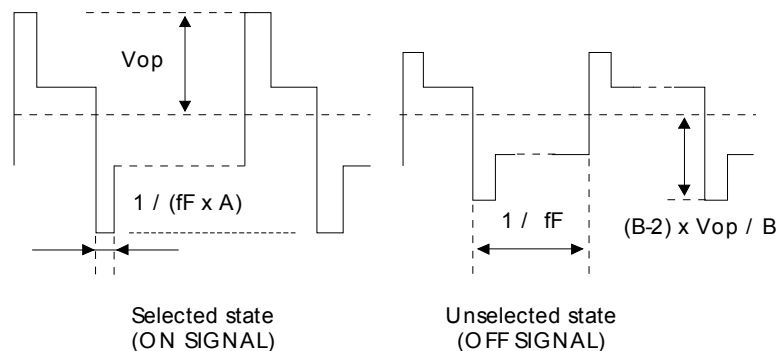 Vop
1 / (fF x A)
1 / fF
(B-2) x Vop / B
Selected state
(ON SIGNAL)
Unselected state
(OFF SIGNAL)